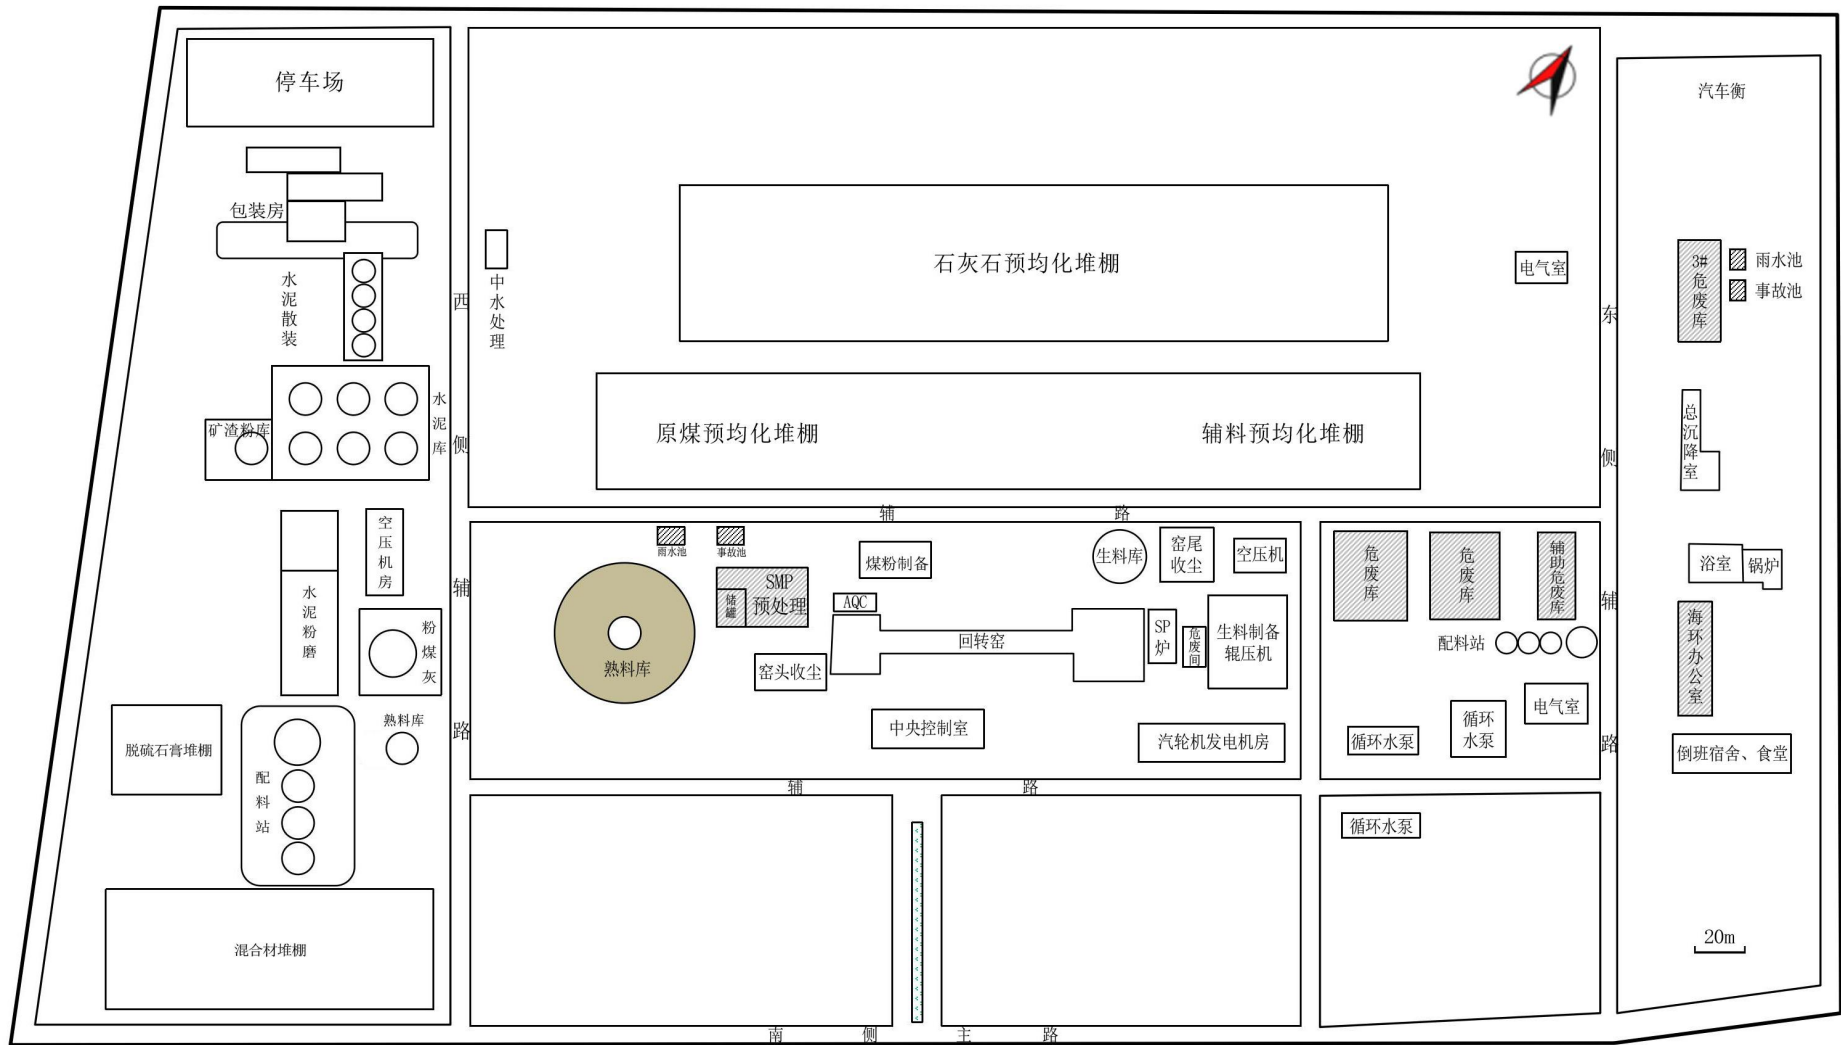 停车场
汽车衡
包装房
水泥散装
中水处理
石灰石预均化堆棚
电气室
3#危废库
雨水池
事故池
西侧辅路
东侧辅路
水泥库
矿渣粉库
原煤预均化堆棚
辅料预均化堆棚
总沉降室
辅路
空压机房
水泥粉磨
粉煤灰
雨水池
事故池
SMP
预处理
储罐
熟料库
煤粉制备
AQC
窑头收尘
回转窑
生料库
窑尾
收尘
空压机
SP炉
危废间
生料制备
辊压机
中央控制室
汽轮机发电机房
危废库
危废库
辅助危废库
配料站
循环水泵
循环
水泵
电气室
浴室
锅炉
海环办公室
倒班宿舍、食堂
脱硫石膏堆棚
熟料库
配料站
辅路
循环水泵
混合材堆棚
20m
南侧主路